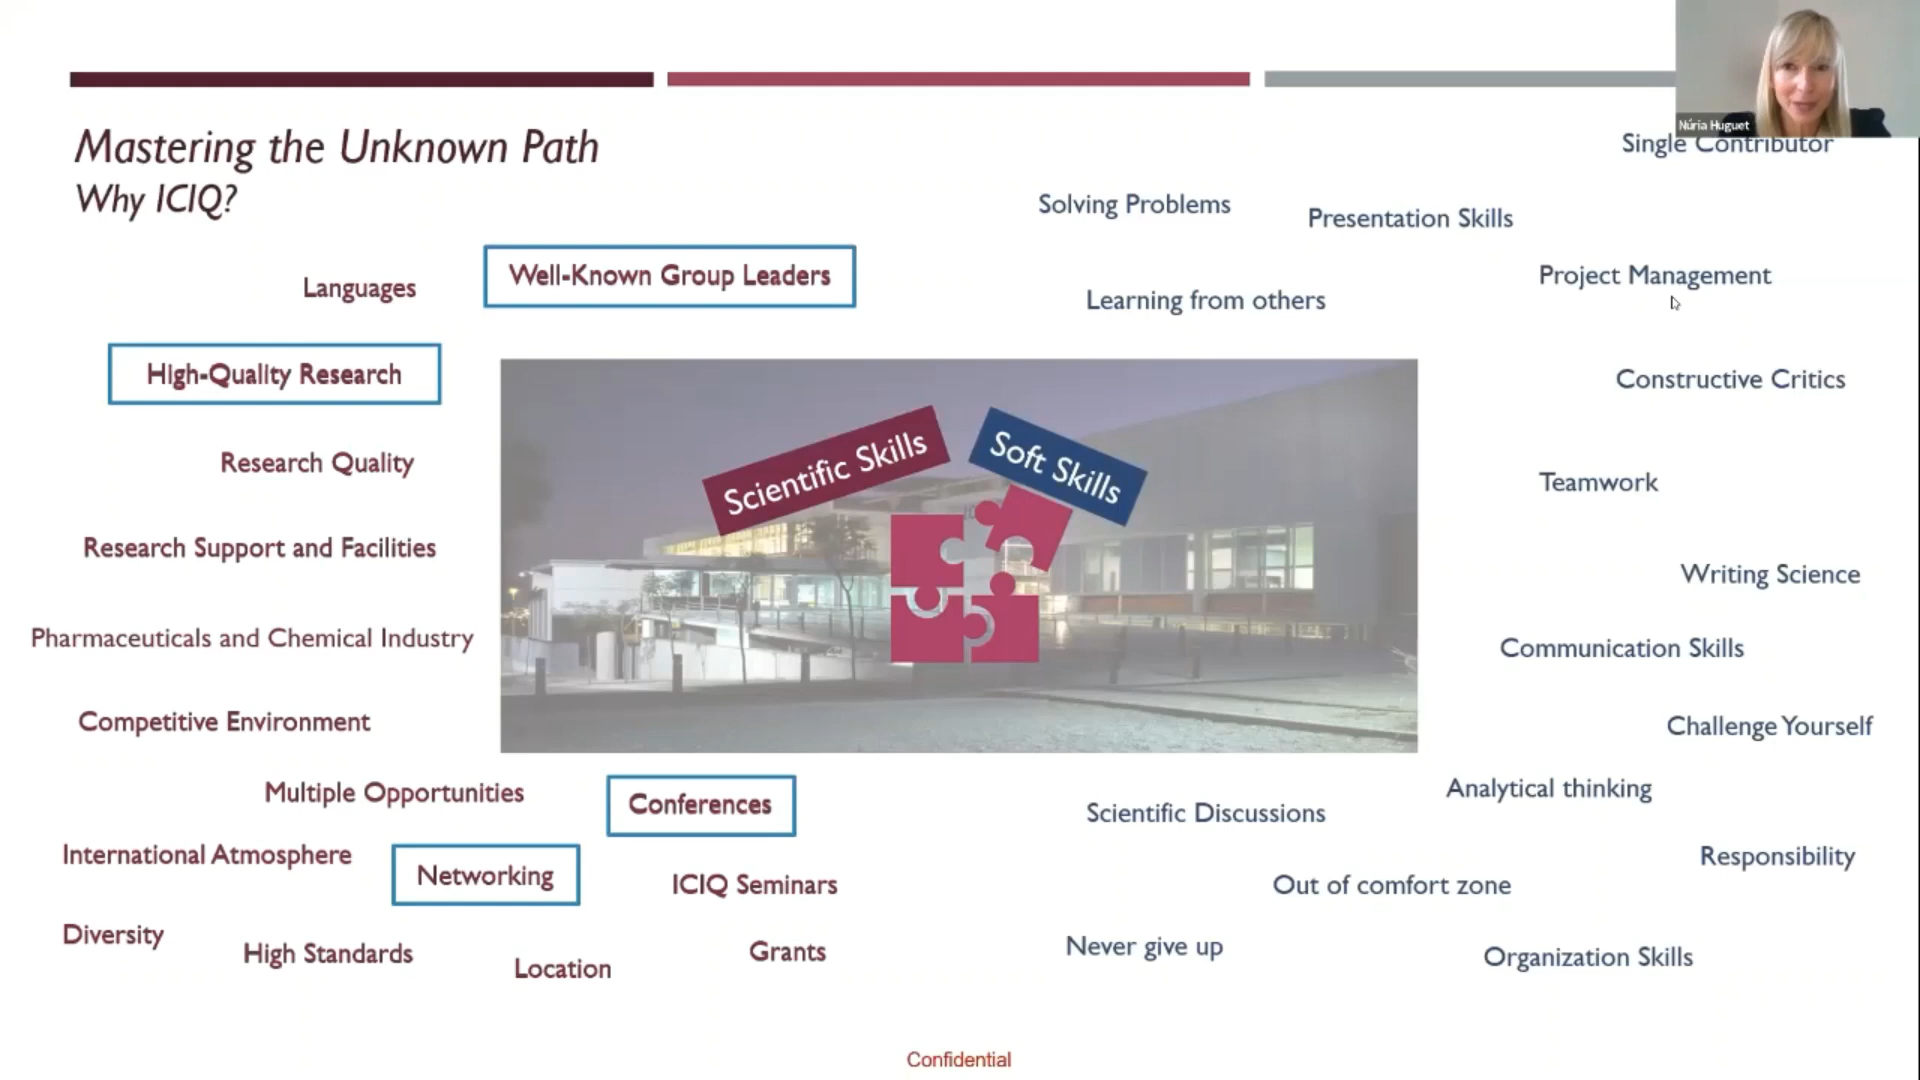 Núria Huguet
Single Contributor
Mastering the Unknown Path
Why ICIQ?
Solving Problems
Presentation Skills
Languages
Well-Known Group Leaders
Learning from others
Project Management
High-Quality Research
Constructive Critics
Research Quality
Scientific Skills
Soft Skills
Teamwork
Research Support and Facilities
Writing Science
Pharmaceuticals and Chemical Industry
Communication Skills
Competitive Environment
Challenge Yourself
Multiple Opportunities
Conferences
Scientific Discussions
Analytical thinking
International Atmosphere
Networking
ICIQ Seminars
Out of comfort zone
Responsibility
Diversity
High Standards
Location
Grants
Never give up
Organization Skills
Confidential